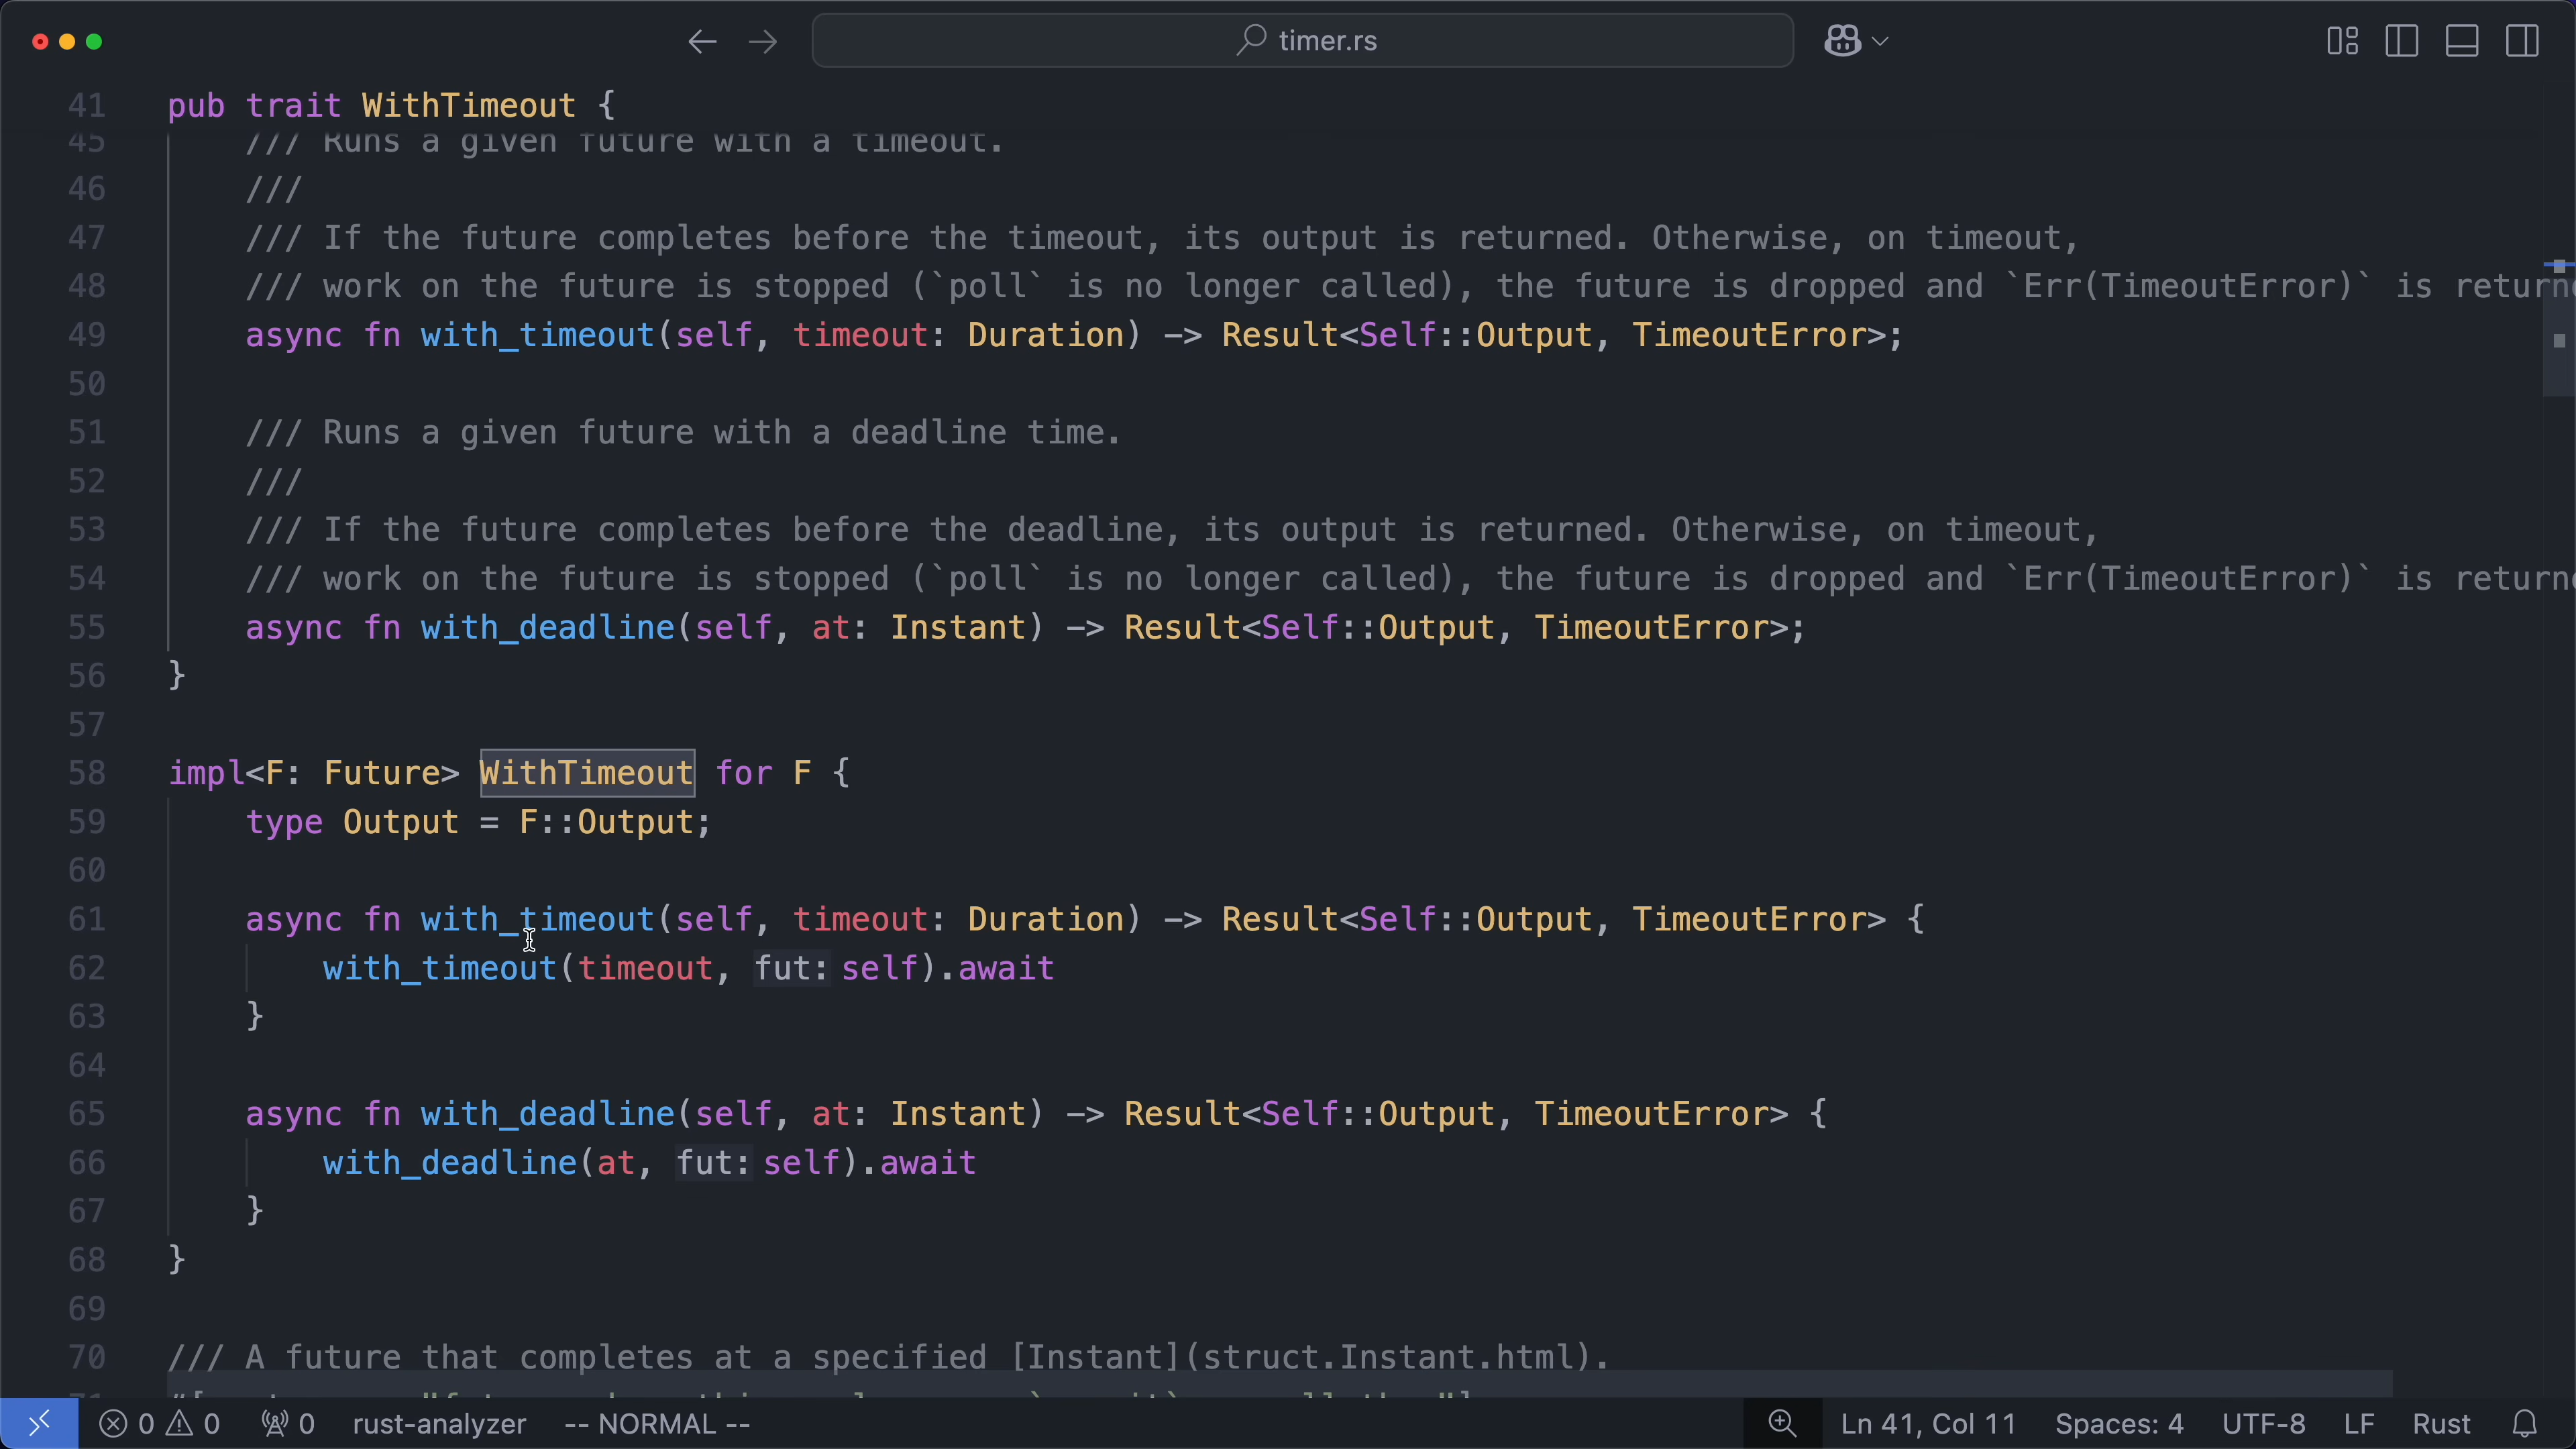 timer.rs
41 pub trait WithTimeout {
45 /// Runs a given future with a timeout.
46 ///
47 /// If the future completes before the timeout, its output is returned. Otherwise, on timeout,
48 /// work on the future is stopped (`poll` is no longer called), the future is dropped and `Err(TimeoutError)` is
49 async fn with_timeout(self, timeout: Duration) -> Result<Self::Output, TimeoutError>;
50
51 /// Runs a given future with a deadline time.
52 ///
53 /// If the future completes before the deadline, its output is returned. Otherwise, on timeout,
54 /// work on the future is stopped (`poll` is no longer called), the future is dropped and `Err(TimeoutError)` is
55 async fn with_deadline(self, at: Instant) -> Result<Self::Output, TimeoutError>;
56 }
57
58 impl<F: Future> WithTimeout for F {
59 type Output = F::Output;
60
61 async fn with_timeout(self, timeout: Duration) -> Result<Self::Output, TimeoutError> {
62 with_timeout(timeout, fut: self).await
63 }
64
65 async fn with_deadline(self, at: Instant) -> Result<Self::Output, TimeoutError> {
66 with_deadline(at, fut: self).await
67 }
68 }
69
70 /// A future that completes at a specified [Instant](struct.Instant.html).
0 0 0 rust-analyzer -- NORMAL -- Ln 41, Col 11 Spaces: 4 UTF-8 LF Rust